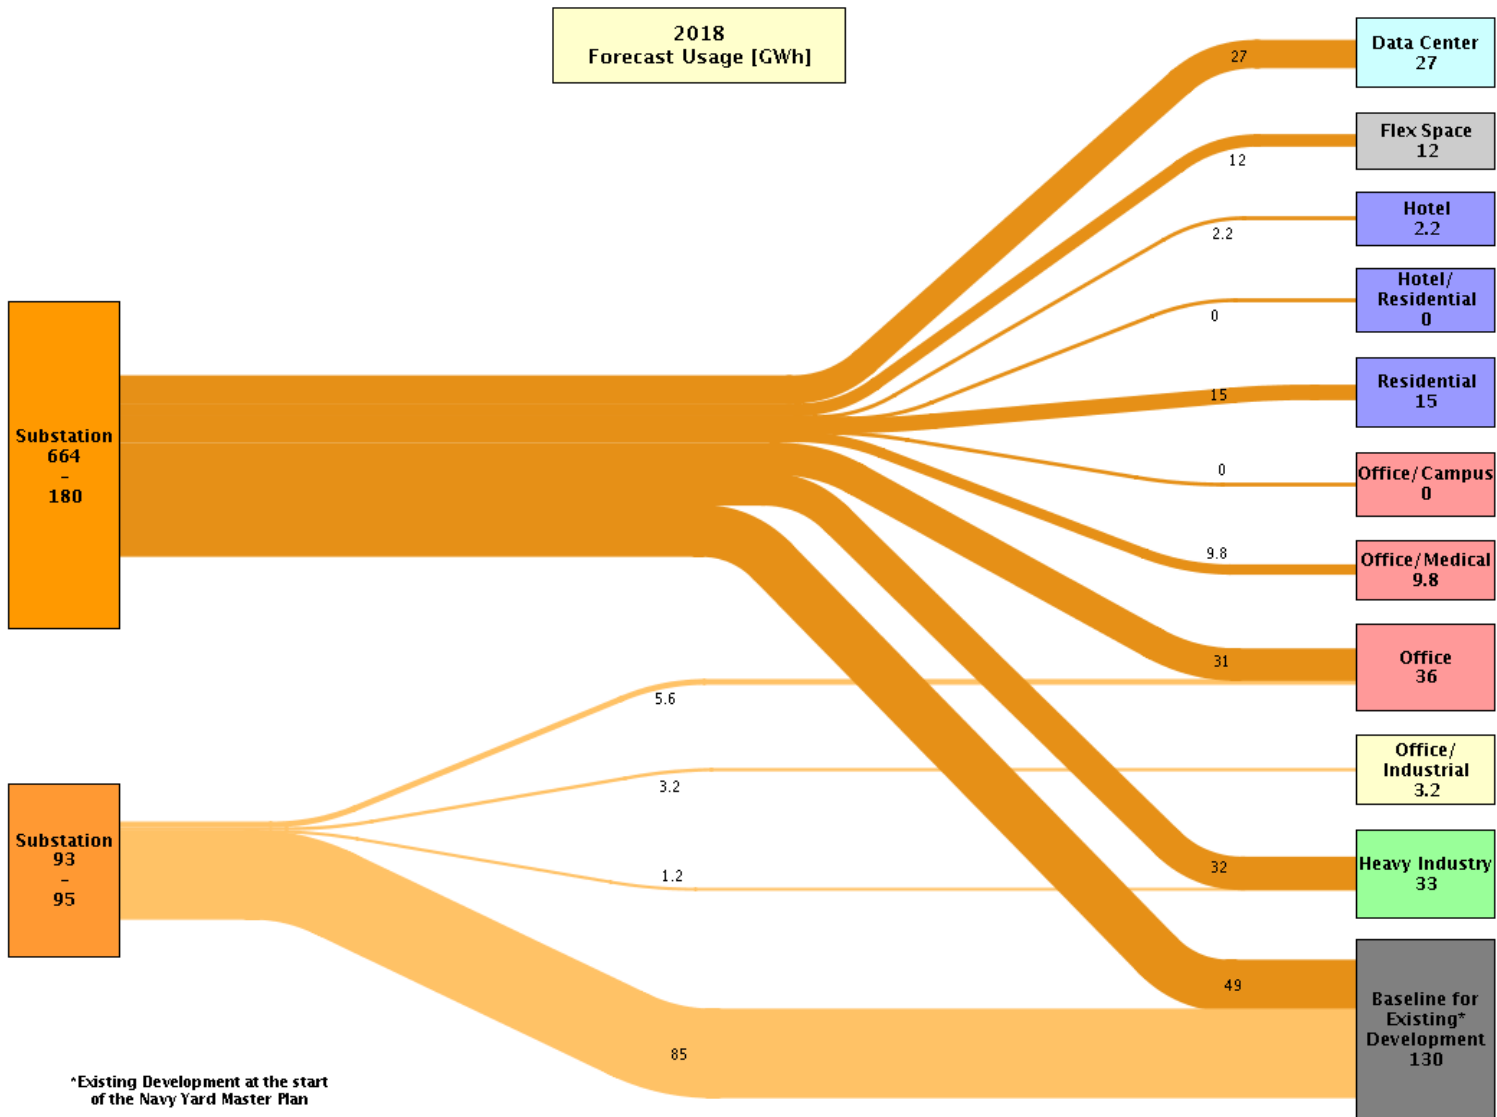 2018
Forecast Usage [GWh]
Data Center
27
27
Flex Space
12
12
Hotel
2.2
2.2
Hotel/
Residential
0
0
Residential
15
15
Substation
664
-
180
Office/Campus
0
0
Office/Medical
9.8
9.8
Office
36
31
5.6
Office/
Industrial
3.2
3.2
Substation
93
-
95
Heavy Industry
33
32
1.2
Baseline for
Existing*
Development
130
49
85
*Existing Development at the start
of the Navy Yard Master Plan